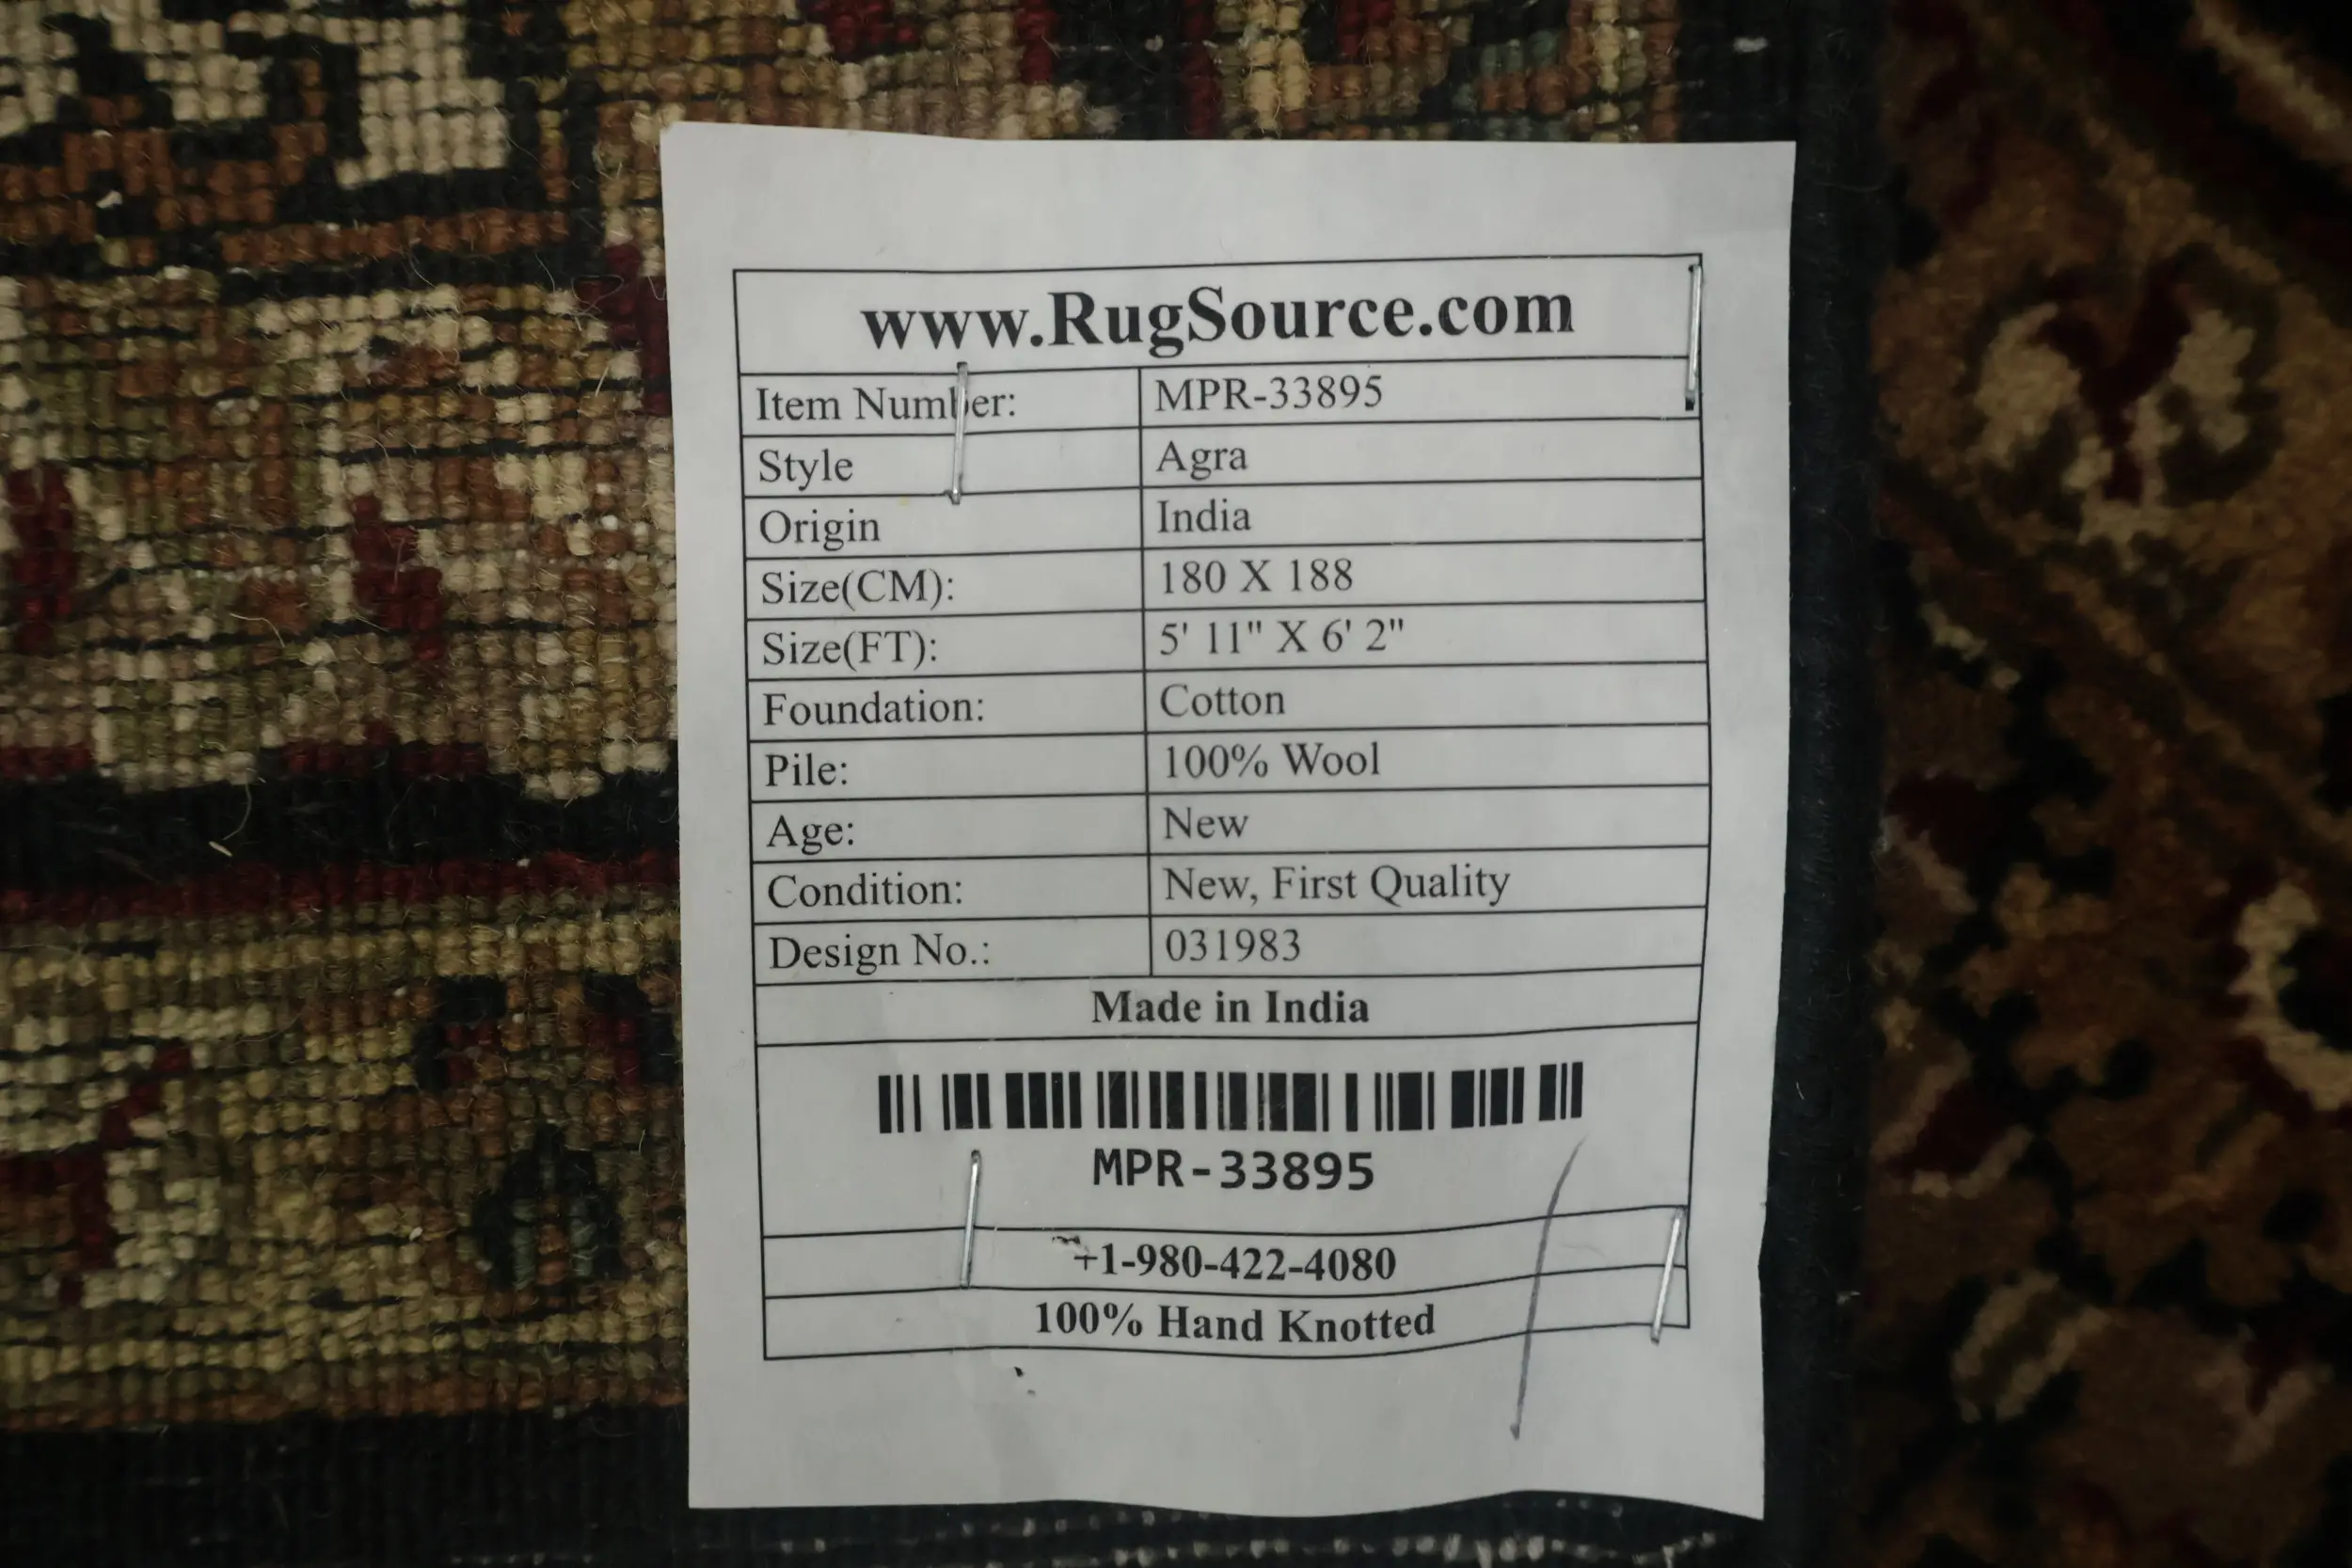 www.RugSource.com
Item Number: MPR-33895
Style Agra
Origin India
Size(CM): 180 X 188
Size(FT): 5' 11" X 6' 2"
Foundation: Cotton
Pile: 100% Wool
Age: New
Condition: New, First Quality
Design No.: 031983
Made in India
MPR-33895
+1-980-422-4080
100% Hand Knotted